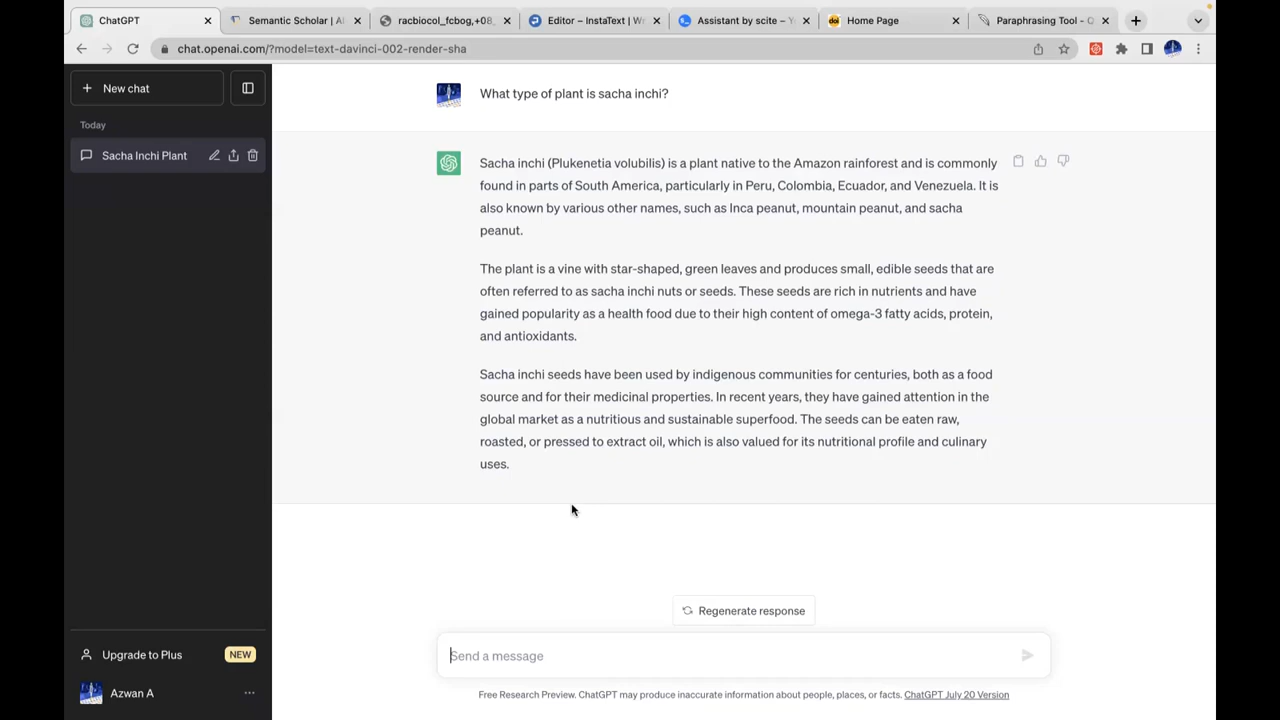 ChatGPT
Semantic Scholar | A
racbiocol_fcbog,+08_
Editor – InstaText | W
Assistant by scite – Y
doi Home Page
Paraphrasing Tool - Q
chat.openai.com/?model=text-davinci-002-render-sha
New chat
Today
Sacha Inchi Plant
What type of plant is sacha inchi?
Sacha inchi (Plukenetia volubilis) is a plant native to the Amazon rainforest and is commonly
found in parts of South America, particularly in Peru, Colombia, Ecuador, and Venezuela. It is
also known by various other names, such as Inca peanut, mountain peanut, and sacha
peanut.
The plant is a vine with star-shaped, green leaves and produces small, edible seeds that are
often referred to as sacha inchi nuts or seeds. These seeds are rich in nutrients and have
gained popularity as a health food due to their high content of omega-3 fatty acids, protein,
and antioxidants.
Sacha inchi seeds have been used by indigenous communities for centuries, both as a food
source and for their medicinal properties. In recent years, they have gained attention in the
global market as a nutritious and sustainable superfood. The seeds can be eaten raw,
roasted, or pressed to extract oil, which is also valued for its nutritional profile and culinary
uses.
Regenerate response
Upgrade to Plus
NEW
Send a message
Azwan A
Free Research Preview. ChatGPT may produce inaccurate information about people, places, or facts. ChatGPT July 20 Version